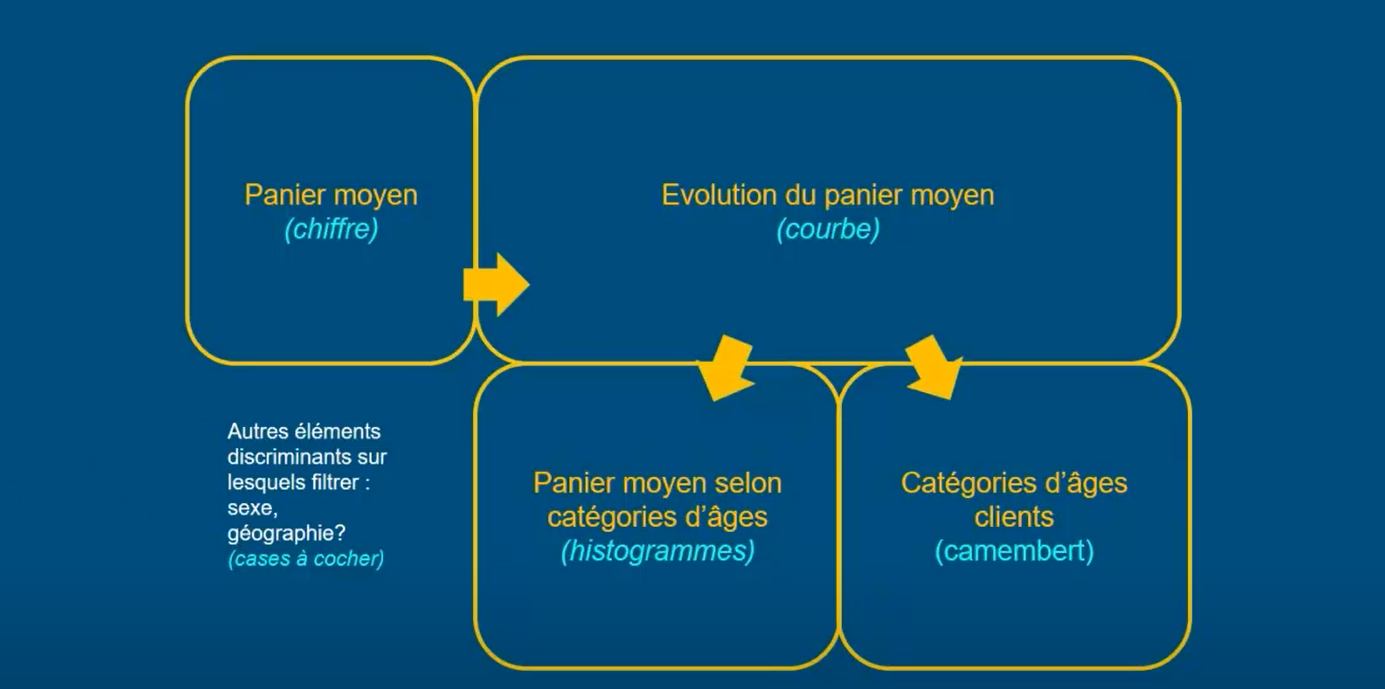 Panier moyen
(chiffre)
Evolution du panier moyen
(courbe)
Autres éléments
discriminants sur
lesquels filtrer :
sexe,
géographie?
(cases à cocher)
Panier moyen selon
catégories d’âges
(histogrammes)
Catégories d’âges
clients
(camembert)